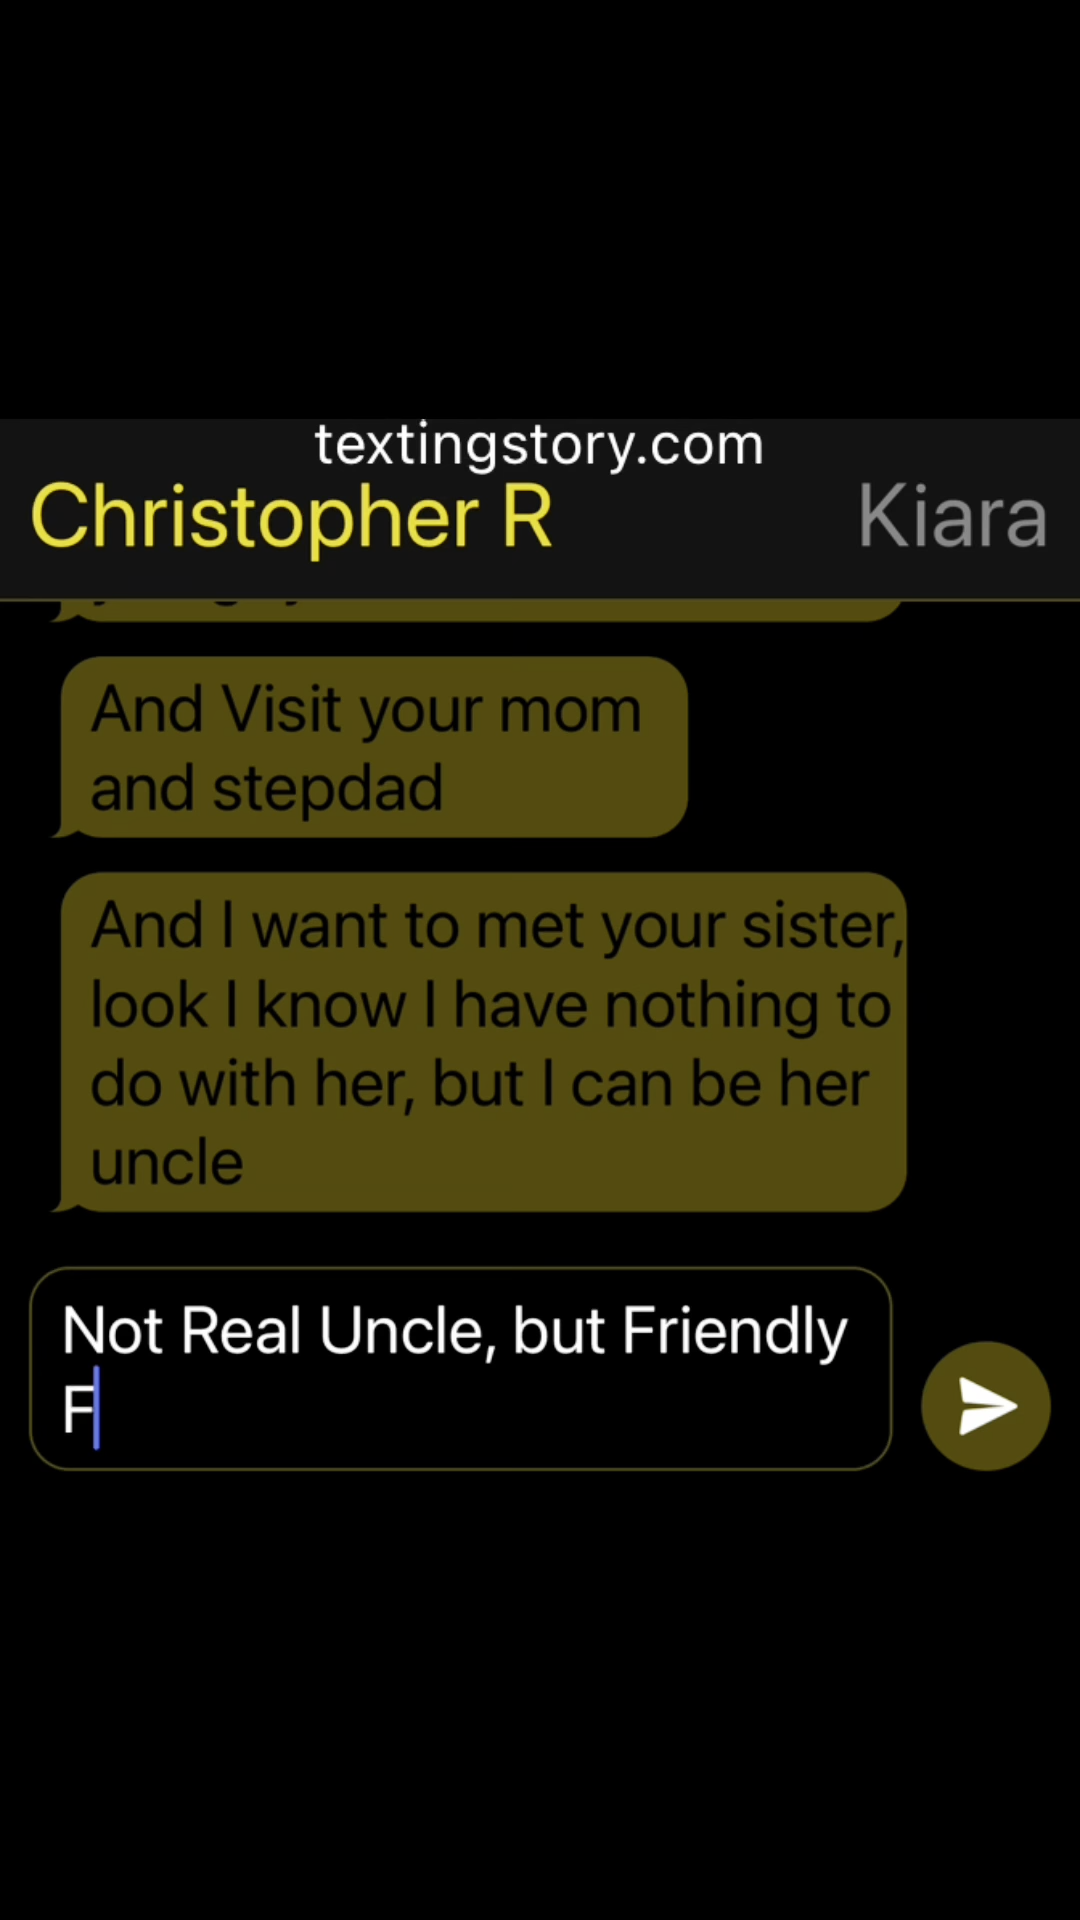 textingstory.com
Christopher R
Kiara
And Visit your mom
and stepdad
And I want to met your sister,
look I know I have nothing to
do with her, but I can be her
uncle
Not Real Uncle, but Friendly
F